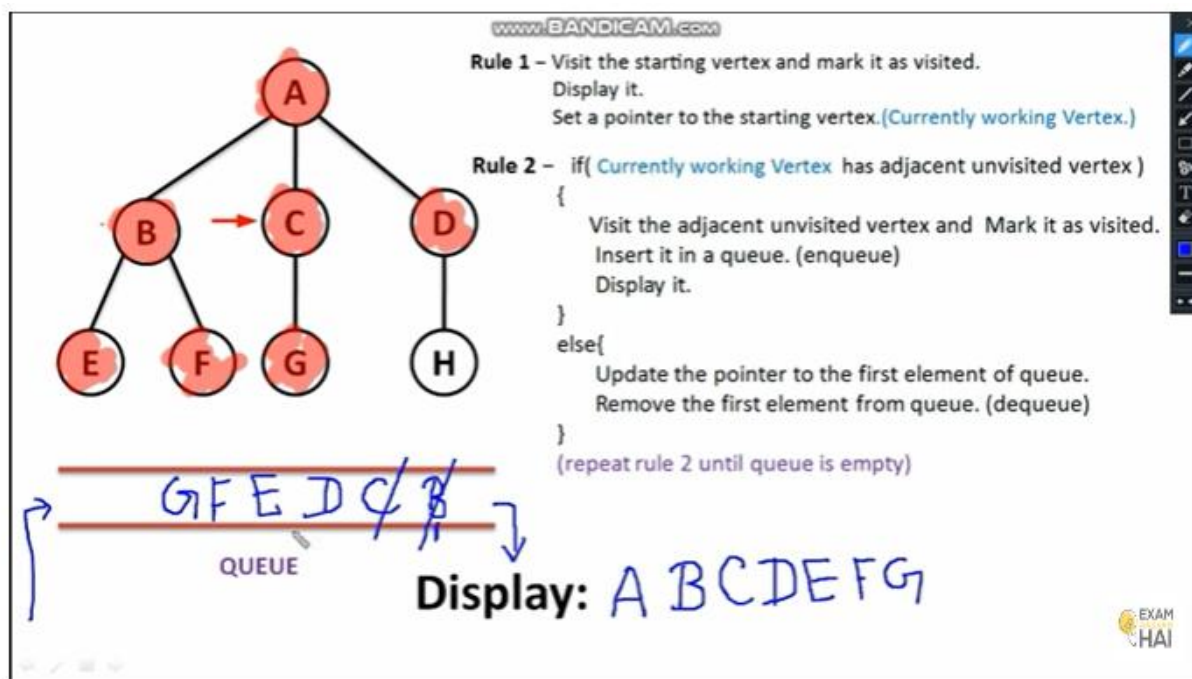 www.BANDICAM.com
Rule 1 – Visit the starting vertex and mark it as visited.
Display it.
Set a pointer to the starting vertex.(Currently working Vertex.)
Rule 2 – if( Currently working Vertex has adjacent unvisited vertex )
{
Visit the adjacent unvisited vertex and Mark it as visited.
Insert it in a queue. (enqueue)
Display it.
}
else{
Update the pointer to the first element of queue.
Remove the first element from queue. (dequeue)
}
(repeat rule 2 until queue is empty)
A
B C D
E F G H
G F E D C B
QUEUE
Display: A B C D E F G
EXAM
HAI
T